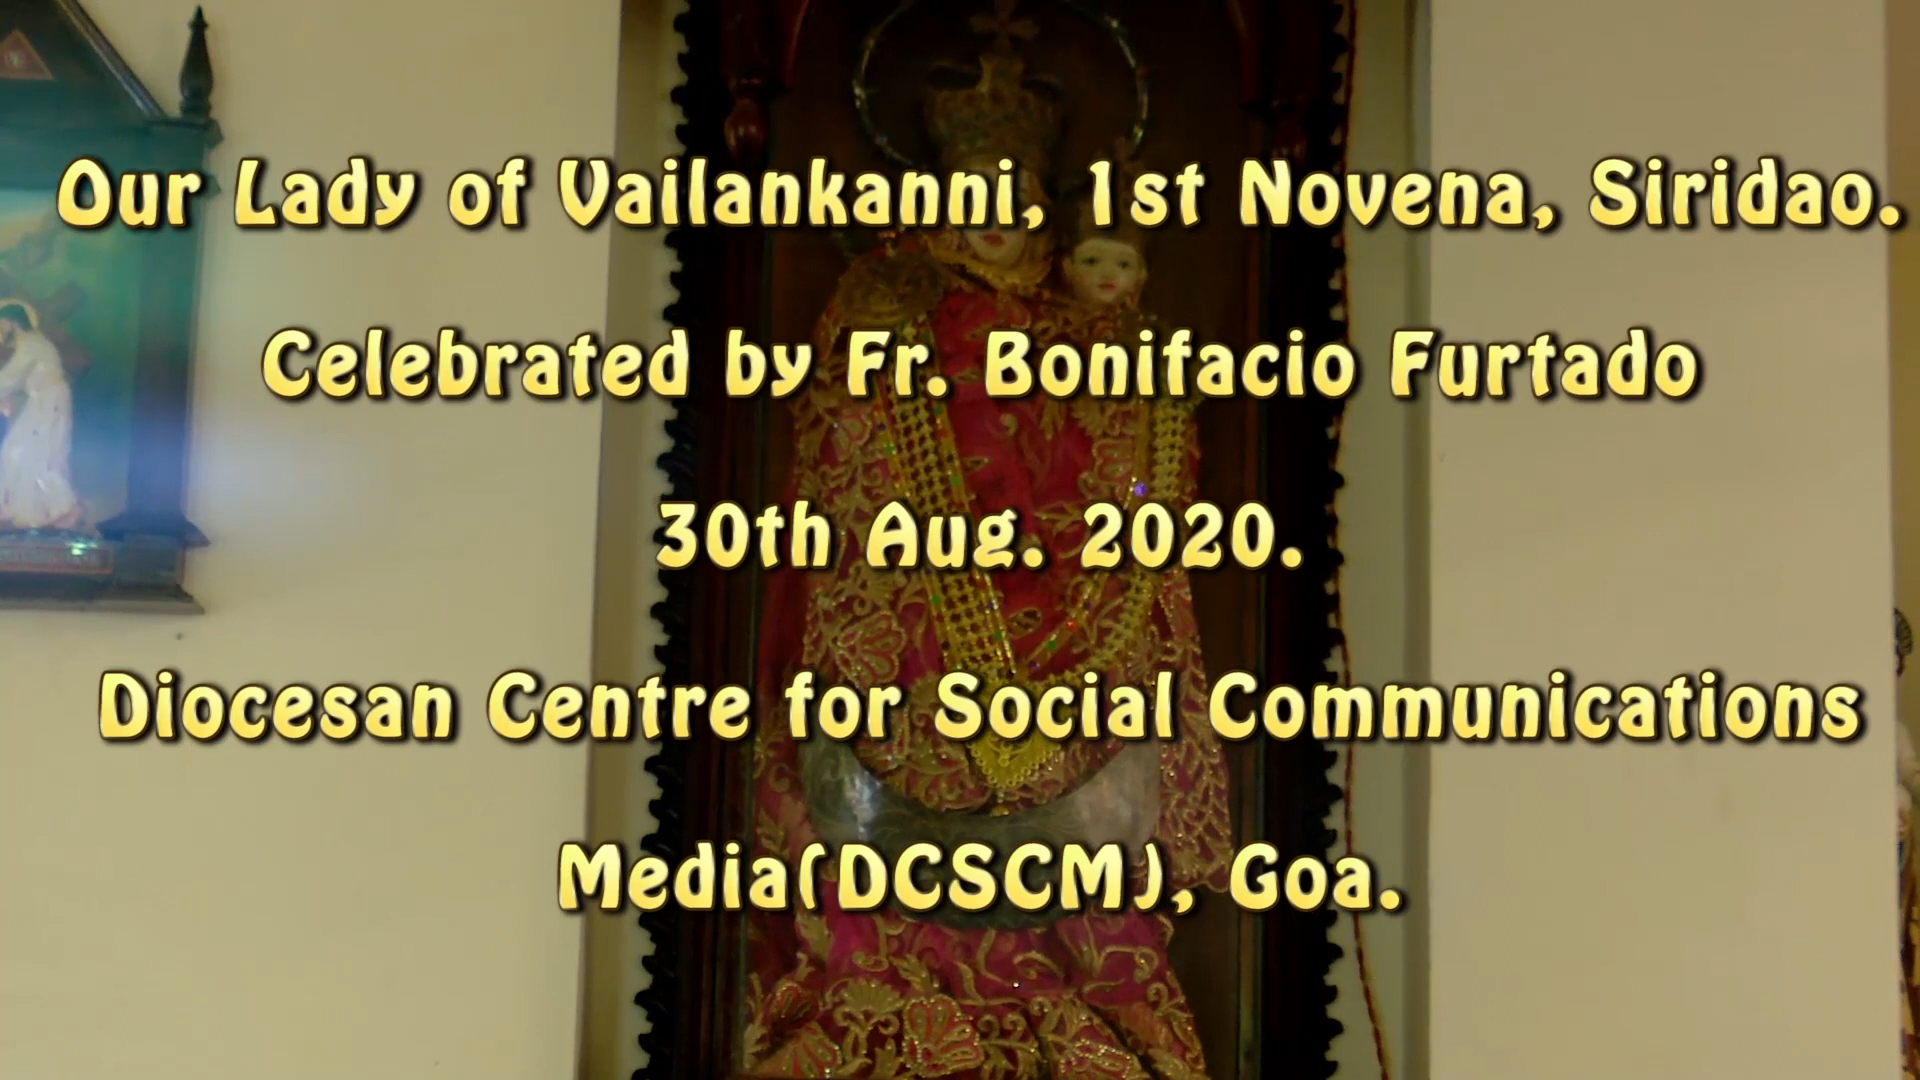 Our Lady of Vailankanni, 1st Novena, Siridao.
Celebrated by Fr. Bonifacio Furtado
30th Aug. 2020.
Diocesan Centre for Social Communications
Media(DCSCM), Goa.